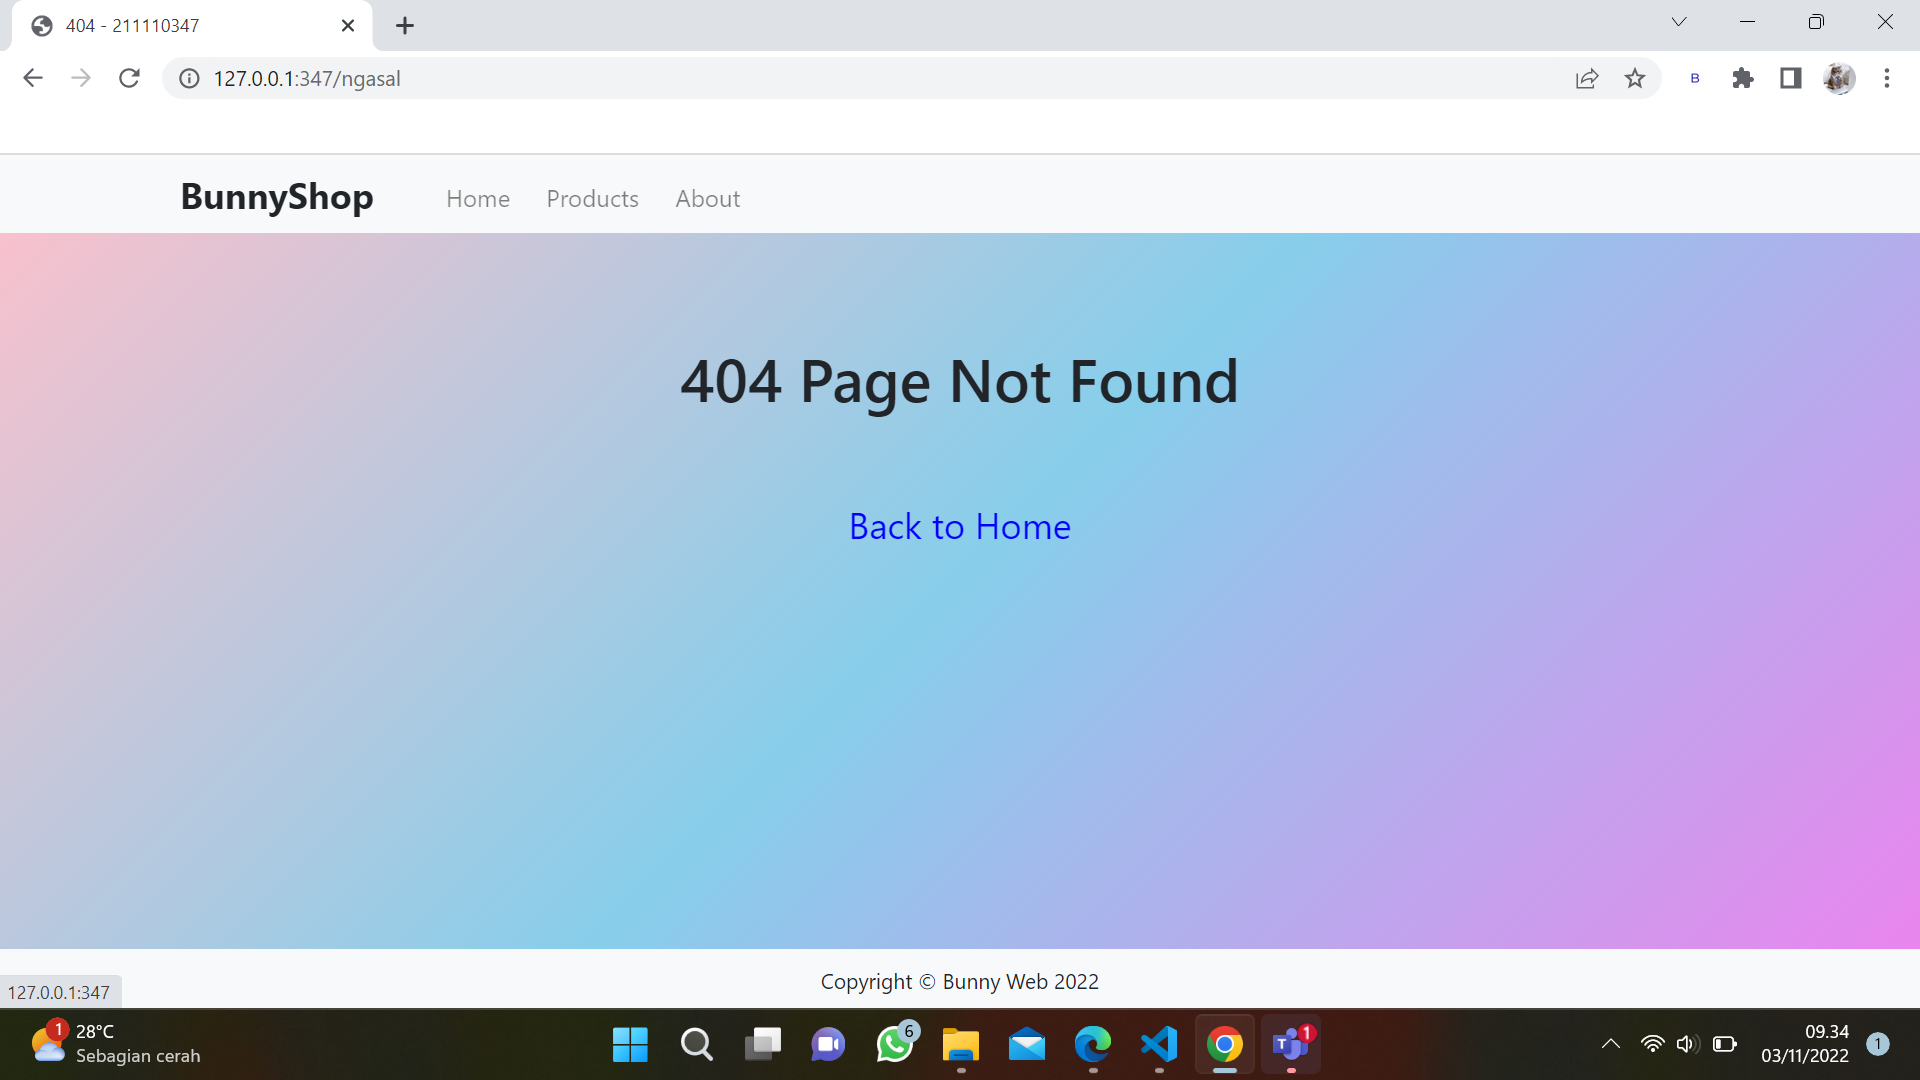 404 - 211110347
127.0.0.1:347/ngasal
B
BunnyShop Home Products About
404 Page Not Found
Back to Home
Copyright © Bunny Web 2022
127.0.0.1:347
1
28°C
Sebagian cerah
6
T
1
09.34
03/11/2022
1